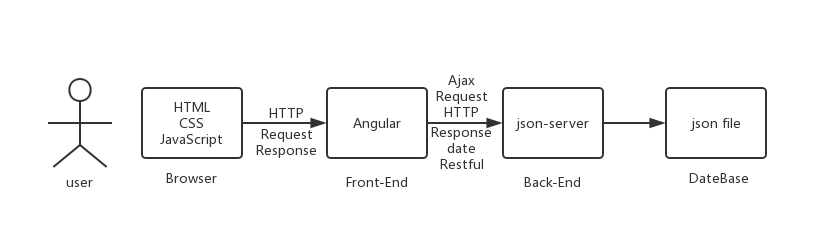 user
HTML
CSS
JavaScript
Browser
HTTP
Request
Response
Angular
Front-End
Ajax
Request
HTTP
Response
date
Restful
json-server
Back-End
json file
DateBase